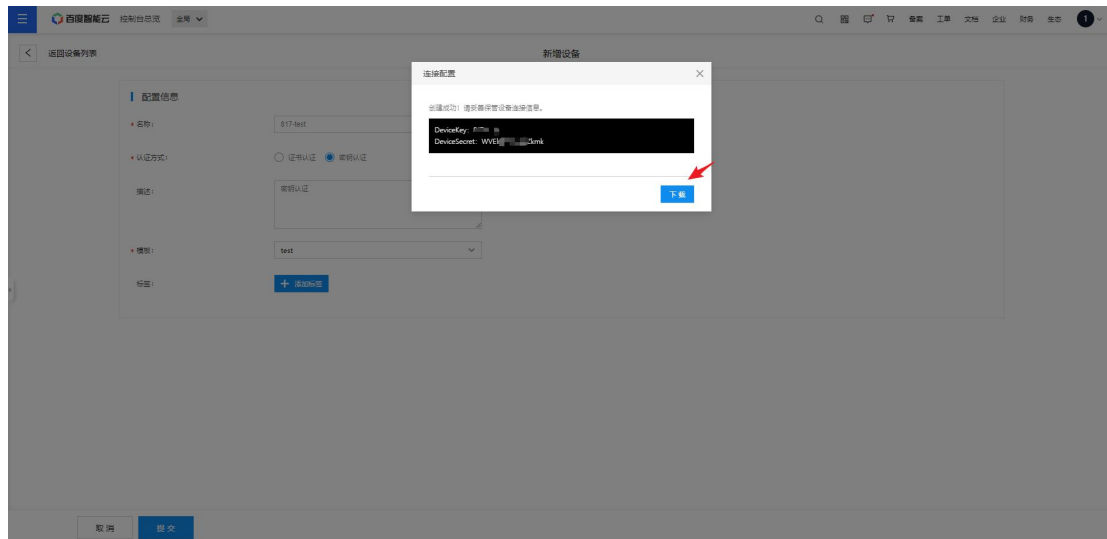 百度智能云 控制台总览 全局 备案 工单 文档 企业 财务 生态 1
返回设备列表 新增设备
连接配置
创建成功！请妥善保管设备连接信息。
DeviceKey:
DeviceSecret: WVEk
下载
配置信息
* 名称： 017-test
* 认证方式： 证书认证 密钥认证
描述： 密钥认证
* 模板： test
标签： + 添加标签
取消 提交